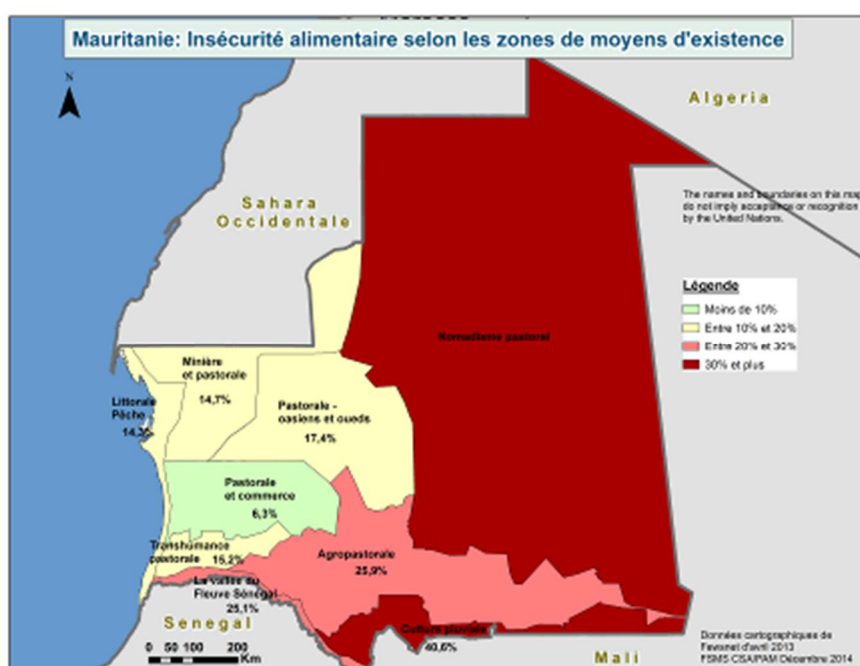 Mauritanie: Insécurité alimentaire selon les zones de moyens d'existence
N
Algeria
Sahara
Occidentale
The names and boundaries on this map
do not imply acceptance or recognition
by the United Nations.
Légende
Moins de 10%
Entre 10% et 20%
Entre 20% et 30%
30% et plus
Nomadisme pastoral
Minière
et pastorale
14,7%
Littorale
Pêche
Pastorale -
oasiens et oueds
17,4%
Pastorale
et commerce
6,3%
Transhumance
pastorale 15,2%
Agropastorale
25,9%
La vallée du
Fleuve Sénégal
25,1%
Culture pluviale
40,6%
Senegal
Mali
0 50 100 200
Km
Données cartographiques de
Fewsnet d'avril 2013
FSMS CSA/PAM Décembre 2014